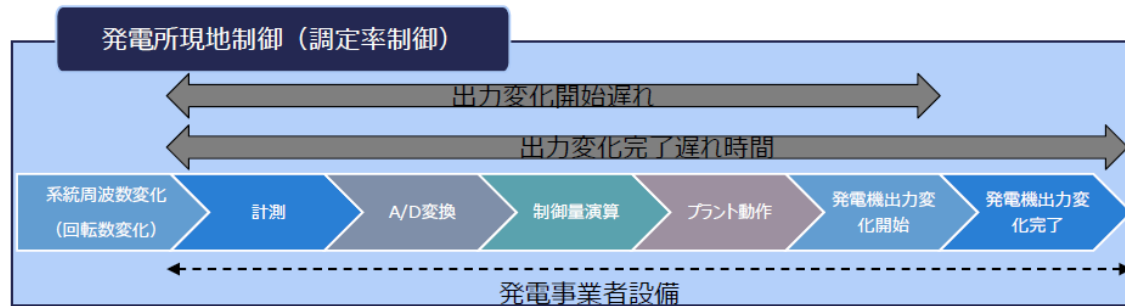 発電所現地制御（調定率制御）
出力変化開始遅れ
出力変化完了遅れ時間
系統周波数変化
（回転数変化）
計測
A/D変換
制御量演算
プラント動作
発電機出力変
化開始
発電機出力変
化完了
発電事業者設備